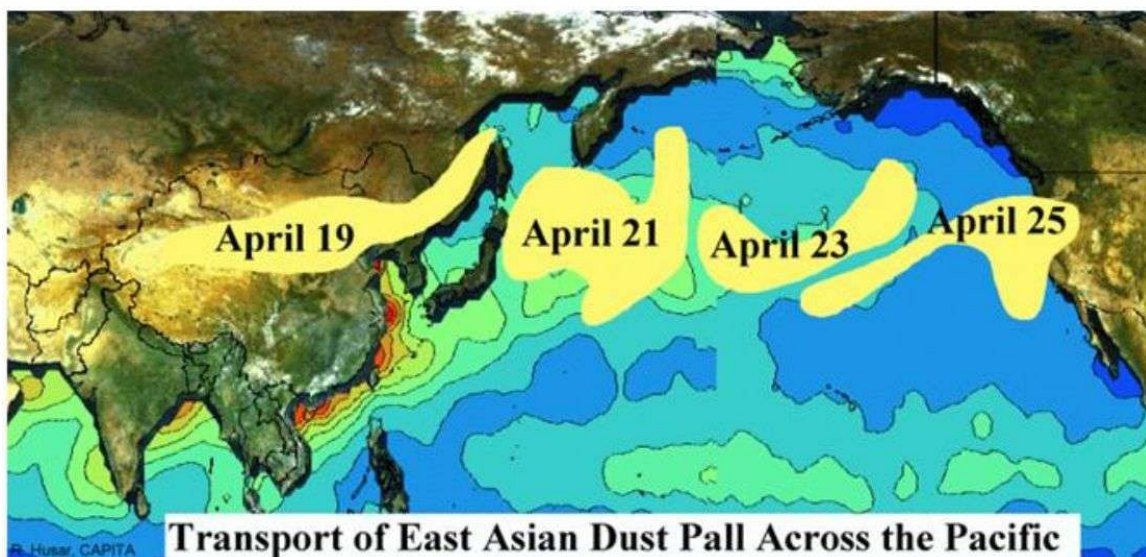 April 19
April 21
April 23
April 25
Transport of East Asian Dust Pall Across the Pacific
R. Husar, CAPITA